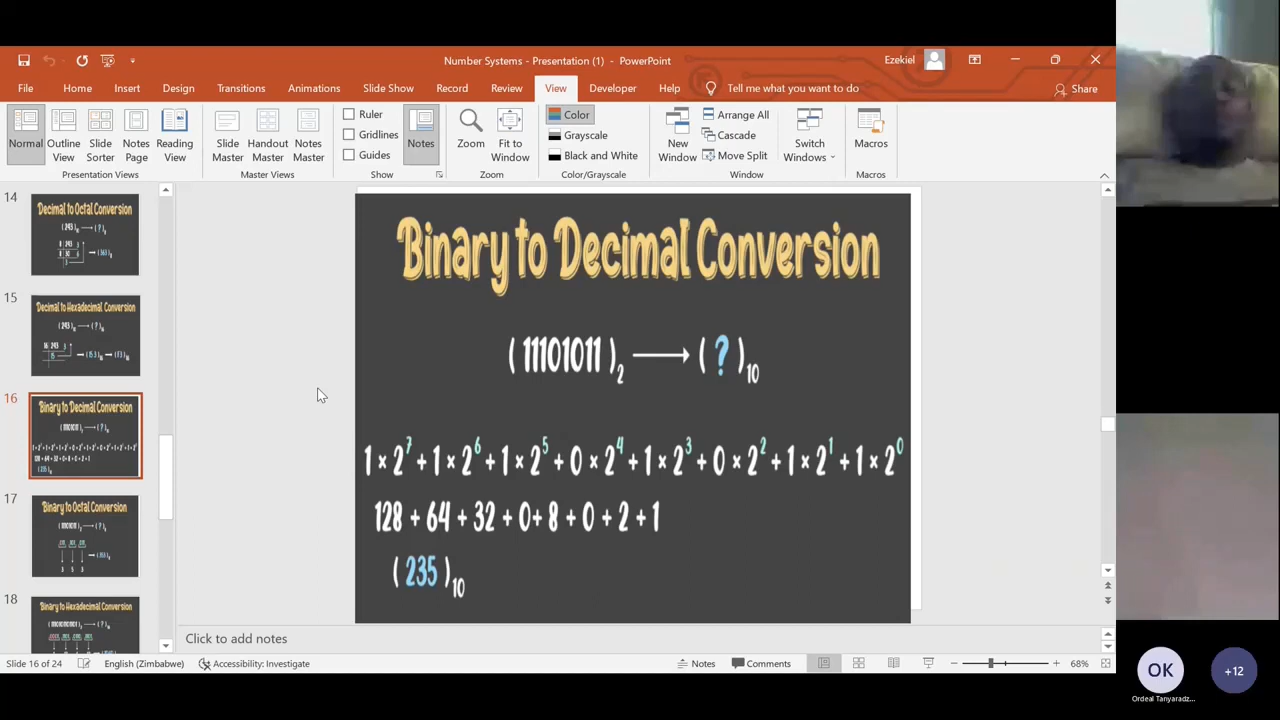 Number Systems - Presentation (1) - PowerPoint
Ezekiel
File Home Insert Design Transitions Animations Slide Show Record Review View Developer Help Tell me what you want to do Share
Normal Outline View Slide Sorter Notes Page Reading View
Presentation Views
Slide Master Handout Master Notes Master
Master Views
Ruler
Gridlines
Guides
Show
Notes
Zoom Fit to Window
Zoom
Color
Grayscale
Black and White
Color/Grayscale
New Window
Arrange All
Cascade
Move Split
Switch Windows
Window
Macros
Macros
14
Decimal to Octal Conversion
15
Decimal to Hexadecimal Conversion
16
Binary to Decimal Conversion
17
Binary to Octal Conversion
18
Binary to Hexadecimal Conversion
Binary to Decimal Conversion
( 11101011 )₂ → ( ? )₁₀
1 × 2⁷ + 1 × 2⁶ + 1 × 2⁵ + 0 × 2⁴ + 1 × 2³ + 0 × 2² + 1 × 2¹ + 1 × 2⁰
128 + 64 + 32 + 0 + 8 + 0 + 2 + 1
( 235 )₁₀
Click to add notes
Slide 16 of 24 English (Zimbabwe) Accessibility: Investigate Notes Comments 68%
OK
+12
Ordeal Tanyaradz...